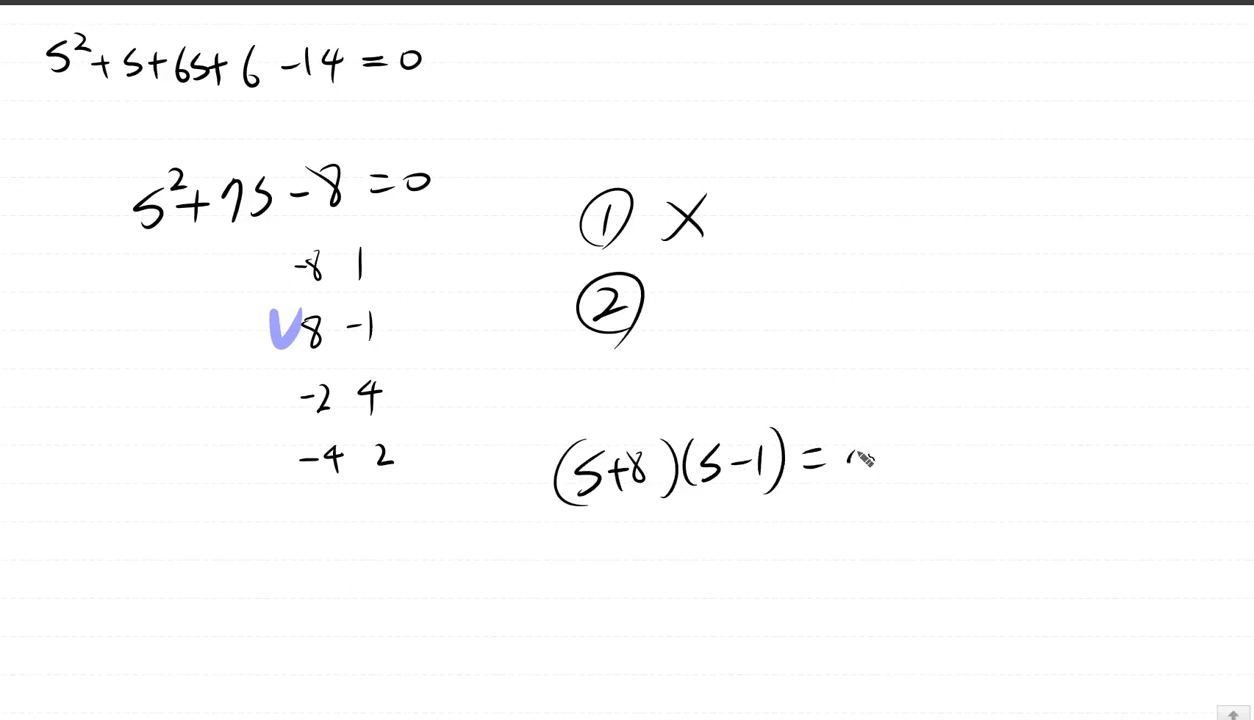 s²+s+6s+6-14=0
s²+7s-8=0
-8 1
8 -1
-2 4
-4 2
① X
②
(s+8)(s-1)=